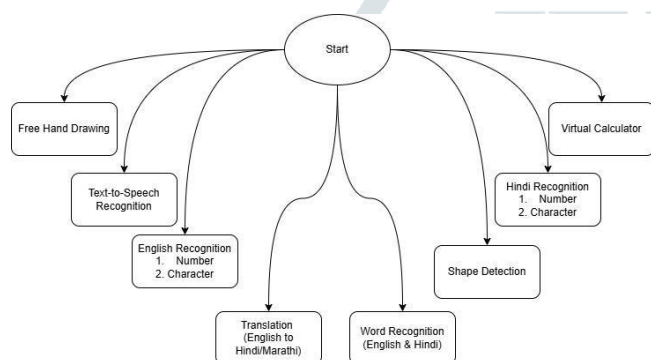 Start
Free Hand Drawing
Virtual Calculator
Text-to-Speech
Recognition
Hindi Recognition
1. Number
2. Character
English Recognition
1. Number
2. Character
Shape Detection
Translation
(English to
Hindi/Marathi)
Word Recognition
(English & Hindi)